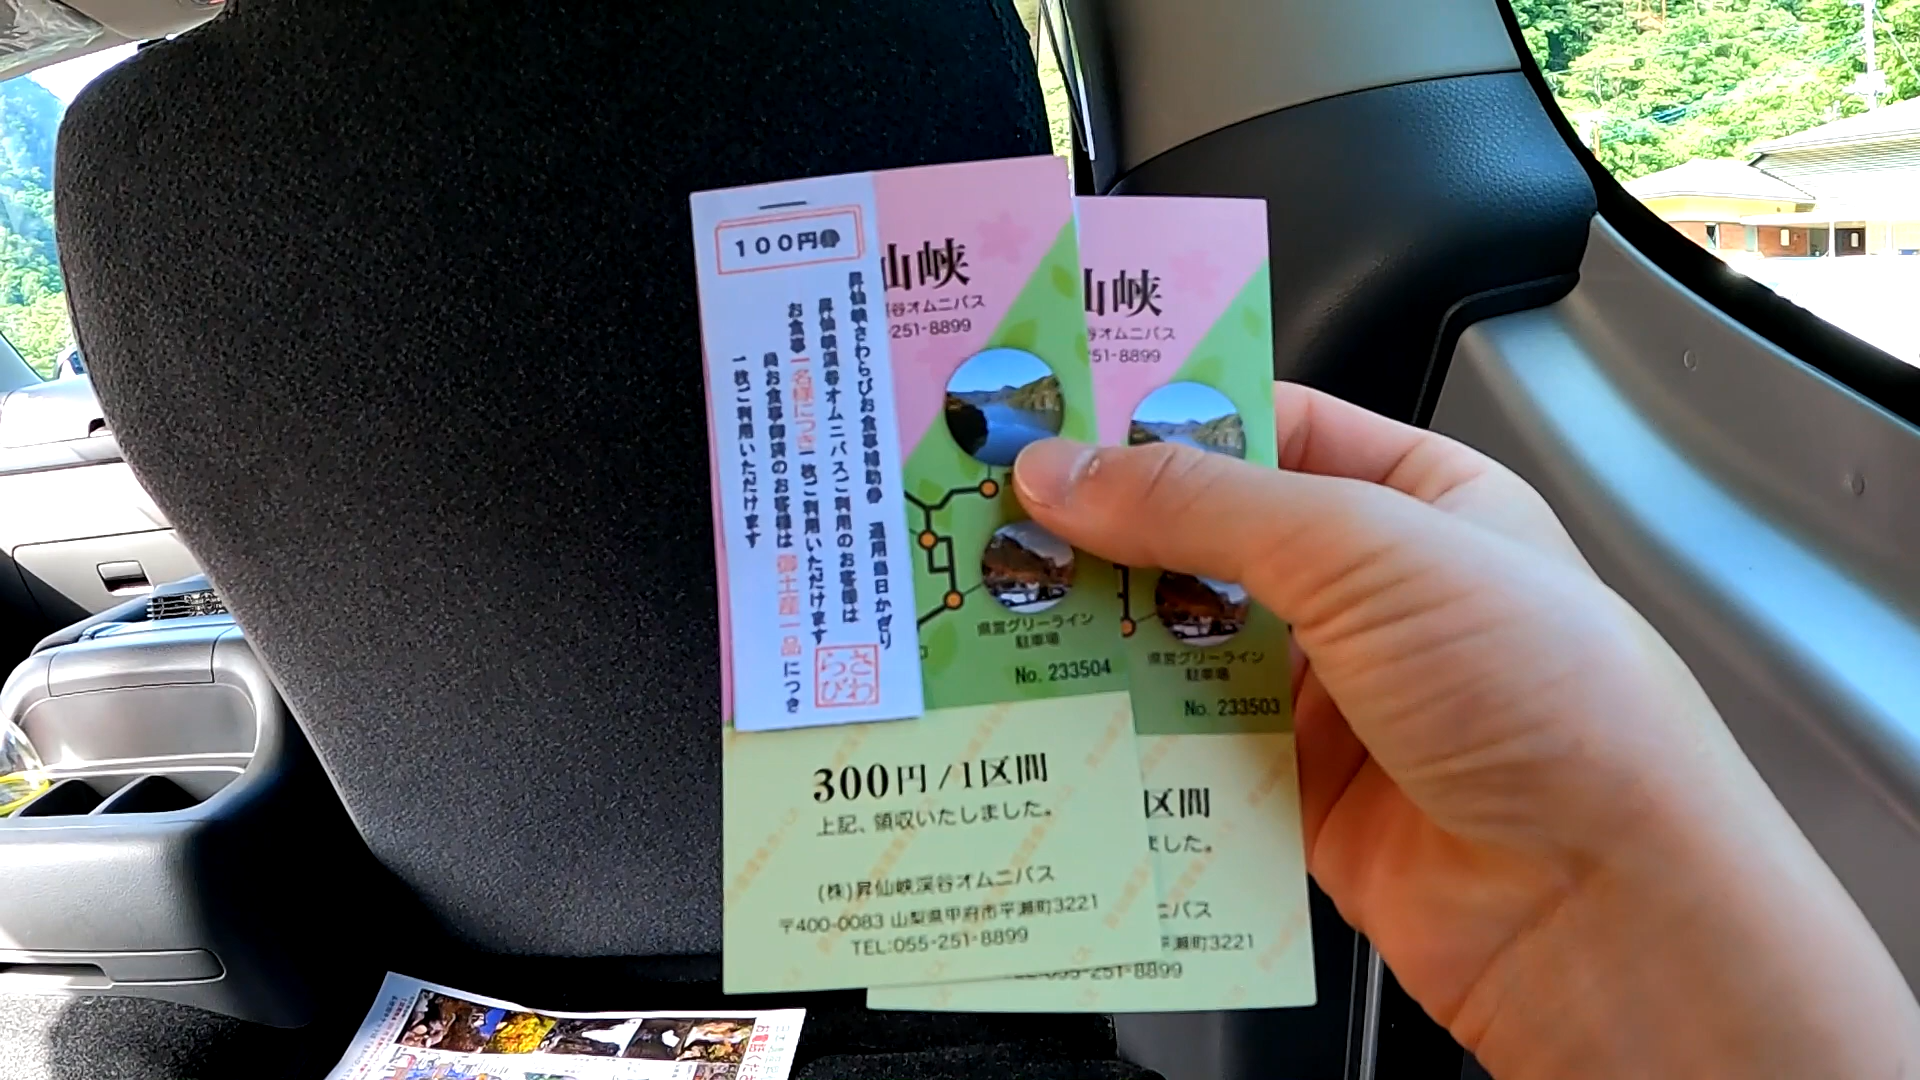 100円券
昇仙峡さわらびお食事補助券 適用当日かぎり
昇仙峡渓谷オムニバスご利用のお客様は
お食事一名様につき一枚ご利用いただけます
尚お食事御済のお客様は御土産一品につき
一枚ご利用いただけます
さわ
らび
仙峡
谷オムニバス
-251-8899
県営グリーライン
駐車場
No. 233504
300円/1区間
上記、領収いたしました。
(株)昇仙峡渓谷オムニバス
〒400-0083 山梨県甲府市平瀬町3221
TEL:055-251-8899
山峡
谷オムニバス
51-8899
県営グリーライン
駐車場
No. 233503
区間
ました。
ニバス
平瀬町3221
055-251-8899